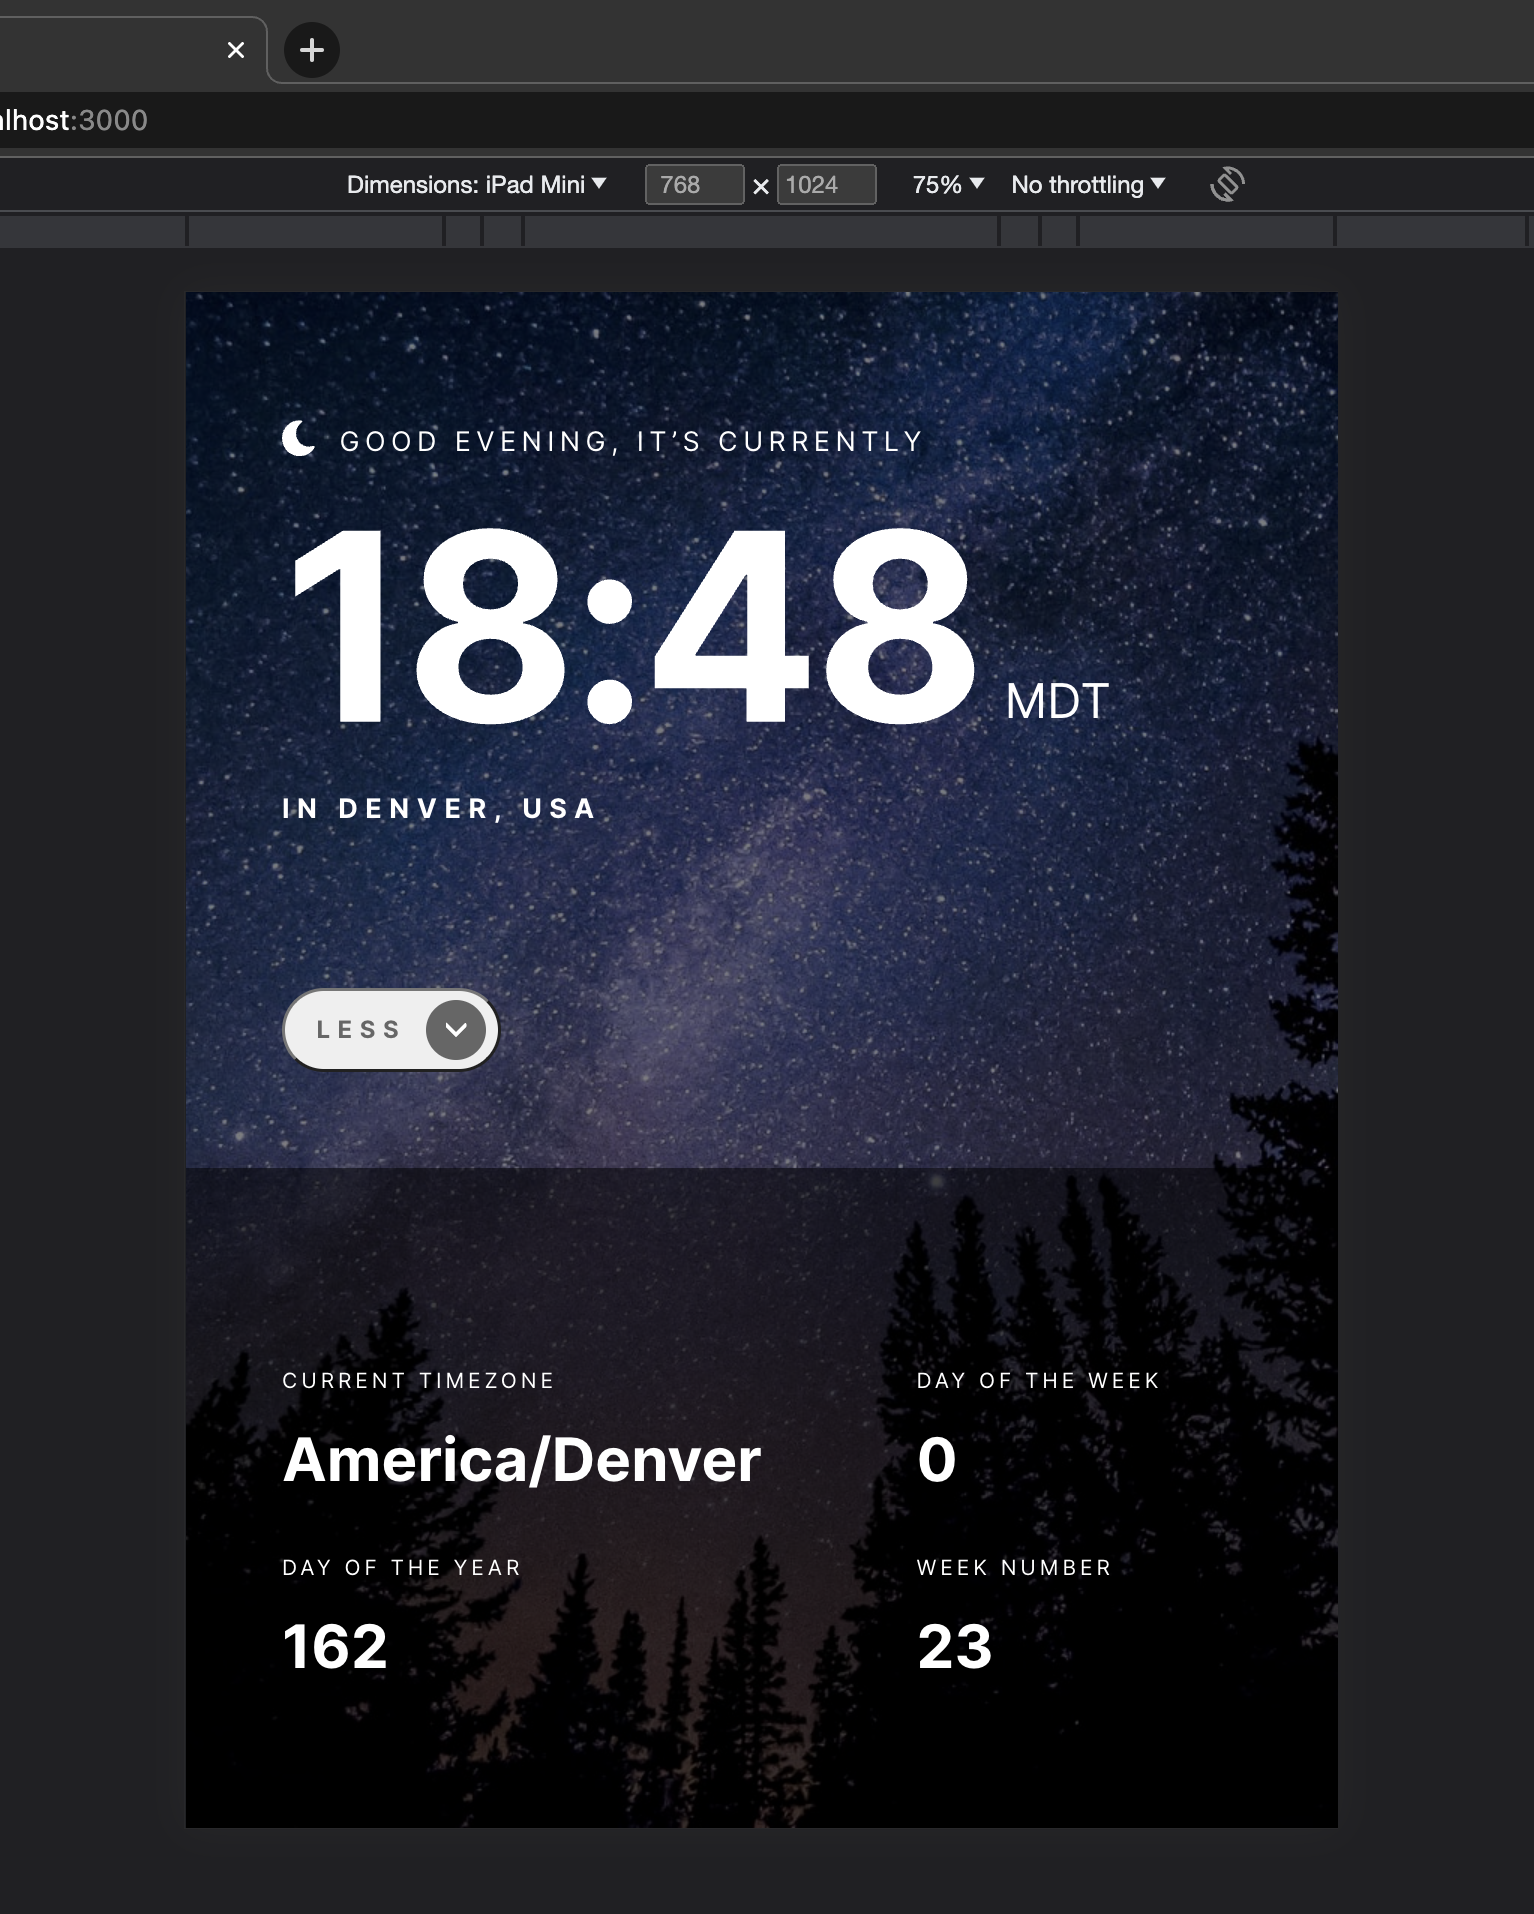 alhost:3000
Dimensions: iPad Mini 768 × 1024 75% No throttling
GOOD EVENING, IT’S CURRENTLY
18:48 MDT
IN DENVER, USA
LESS
CURRENT TIMEZONE
DAY OF THE WEEK
America/Denver
0
DAY OF THE YEAR
WEEK NUMBER
162
23